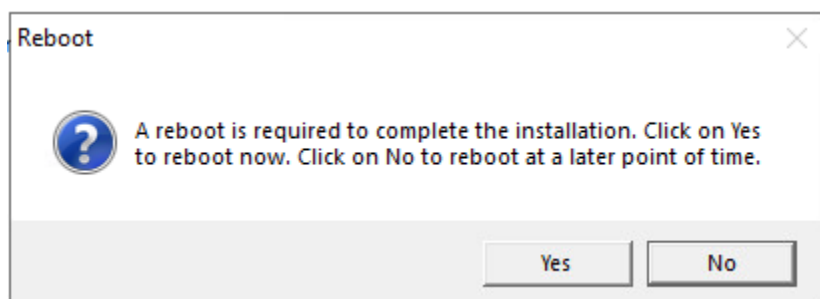 Reboot
A reboot is required to complete the installation. Click on Yes
to reboot now. Click on No to reboot at a later point of time.
Yes No